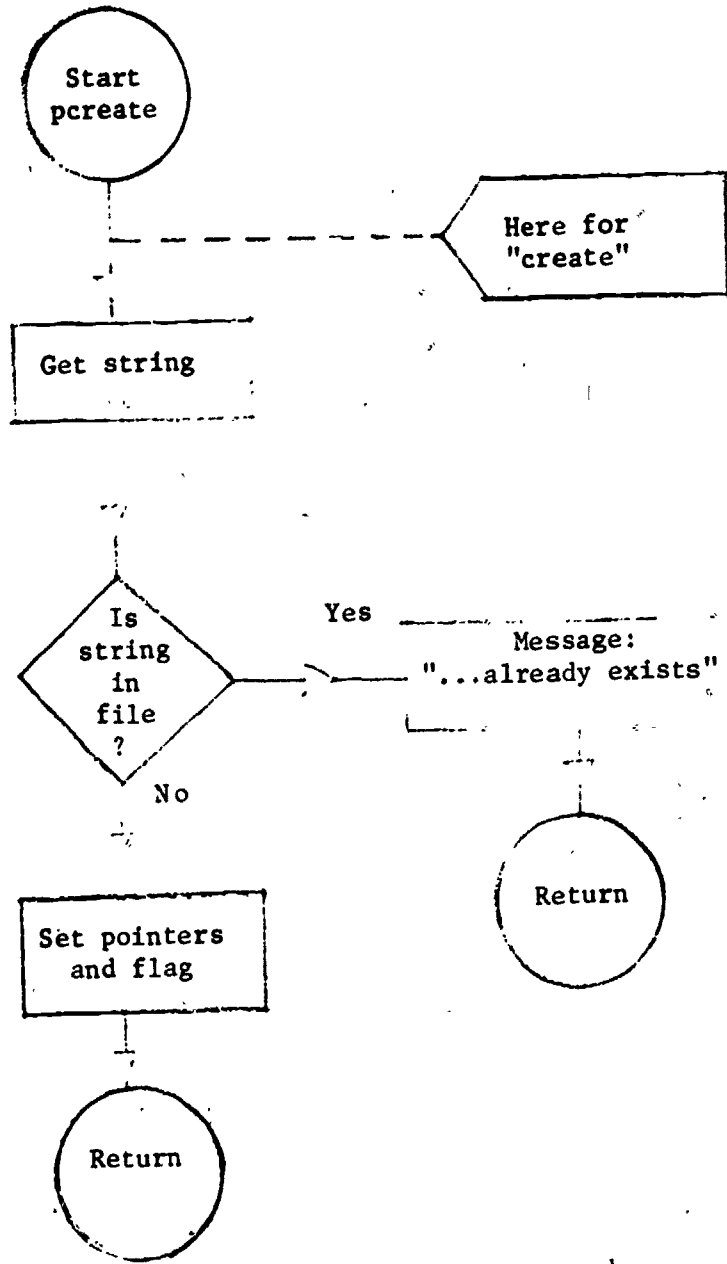 Start
pcreate
Here for
"create"
Get string
Is
string
in
file
?
Yes
Message:
"...already exists"
No
Return
Set pointers
and flag
Return